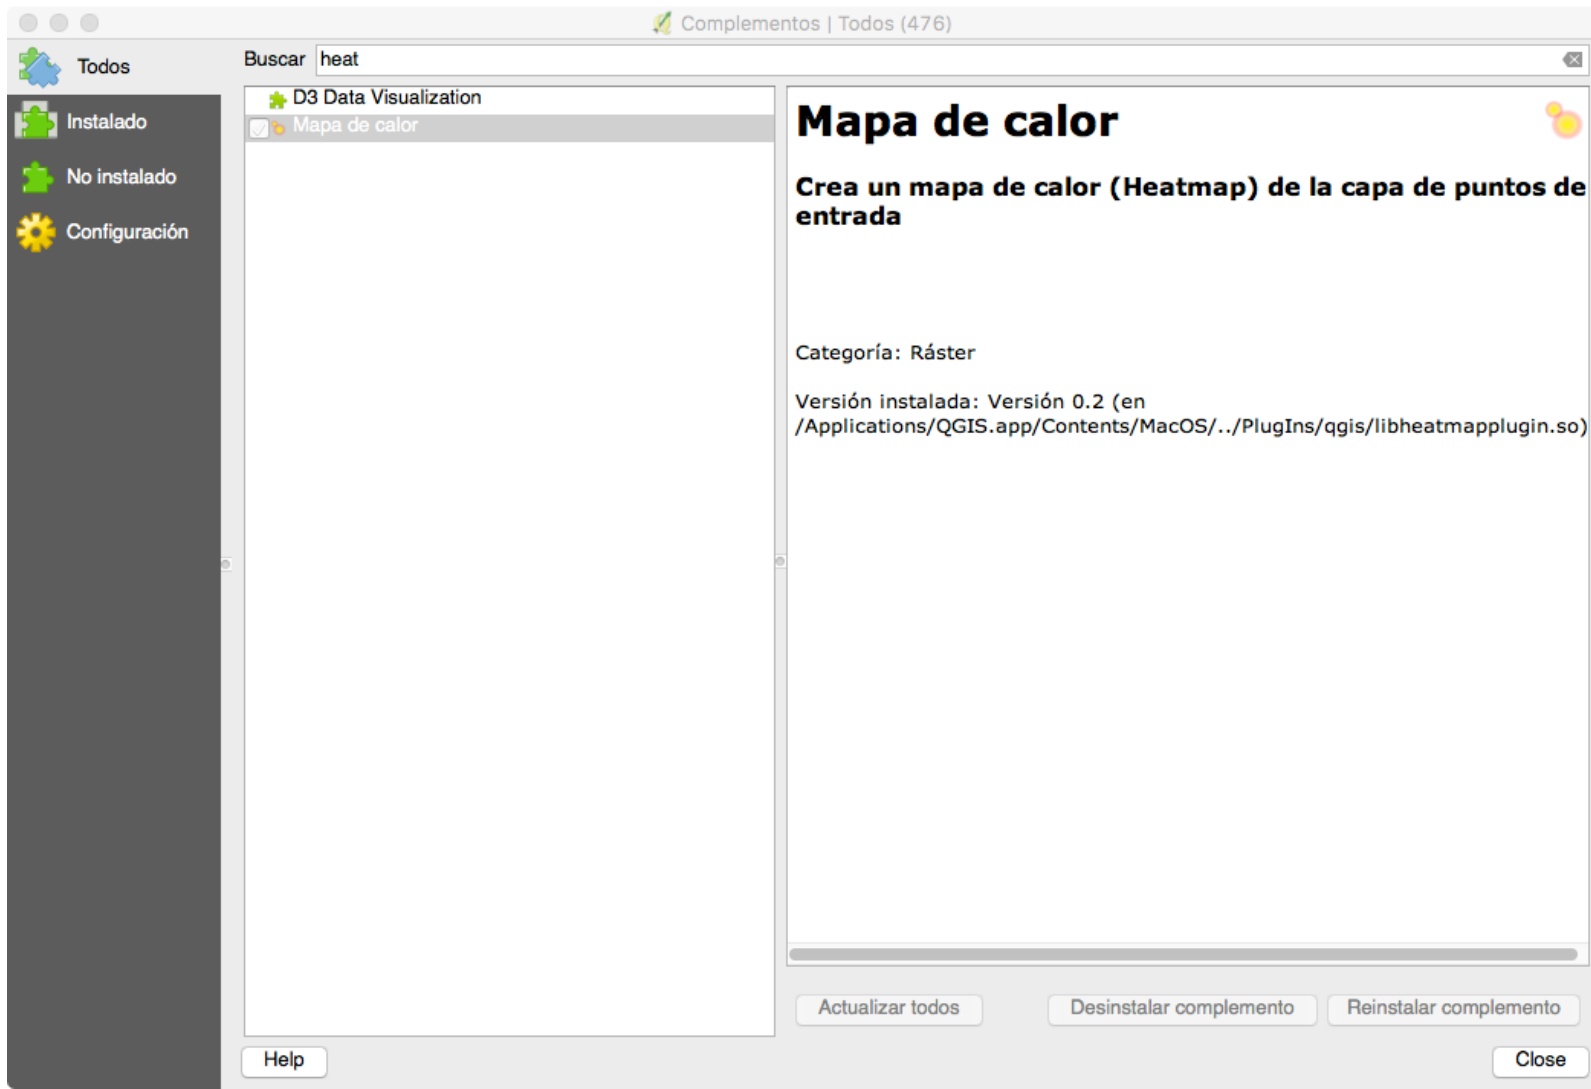 Complementos | Todos (476)
Todos
Instalado
No instalado
Configuración
Buscar heat
D3 Data Visualization
Mapa de calor
Mapa de calor
Crea un mapa de calor (Heatmap) de la capa de puntos de
entrada
Categoría: Ráster
Versión instalada: Versión 0.2 (en
/Applications/QGIS.app/Contents/MacOS/../PlugIns/qgis/libheatmapplugin.so)
Actualizar todos
Desinstalar complemento
Reinstalar complemento
Help
Close